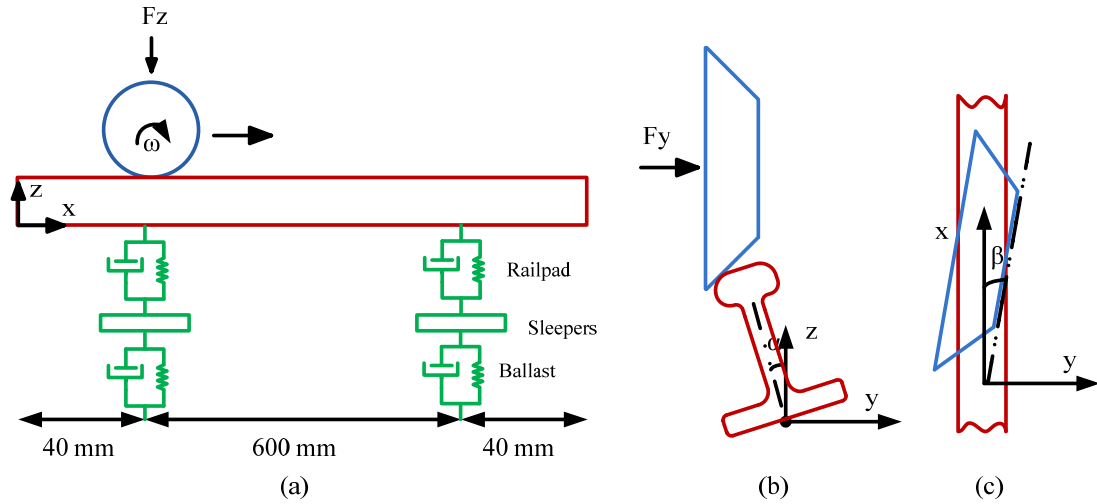 Fz
ω
z
x
Railpad
Sleepers
Ballast
40 mm
600 mm
40 mm
(a)
Fy
α
z
y
(b)
x
β
y
(c)